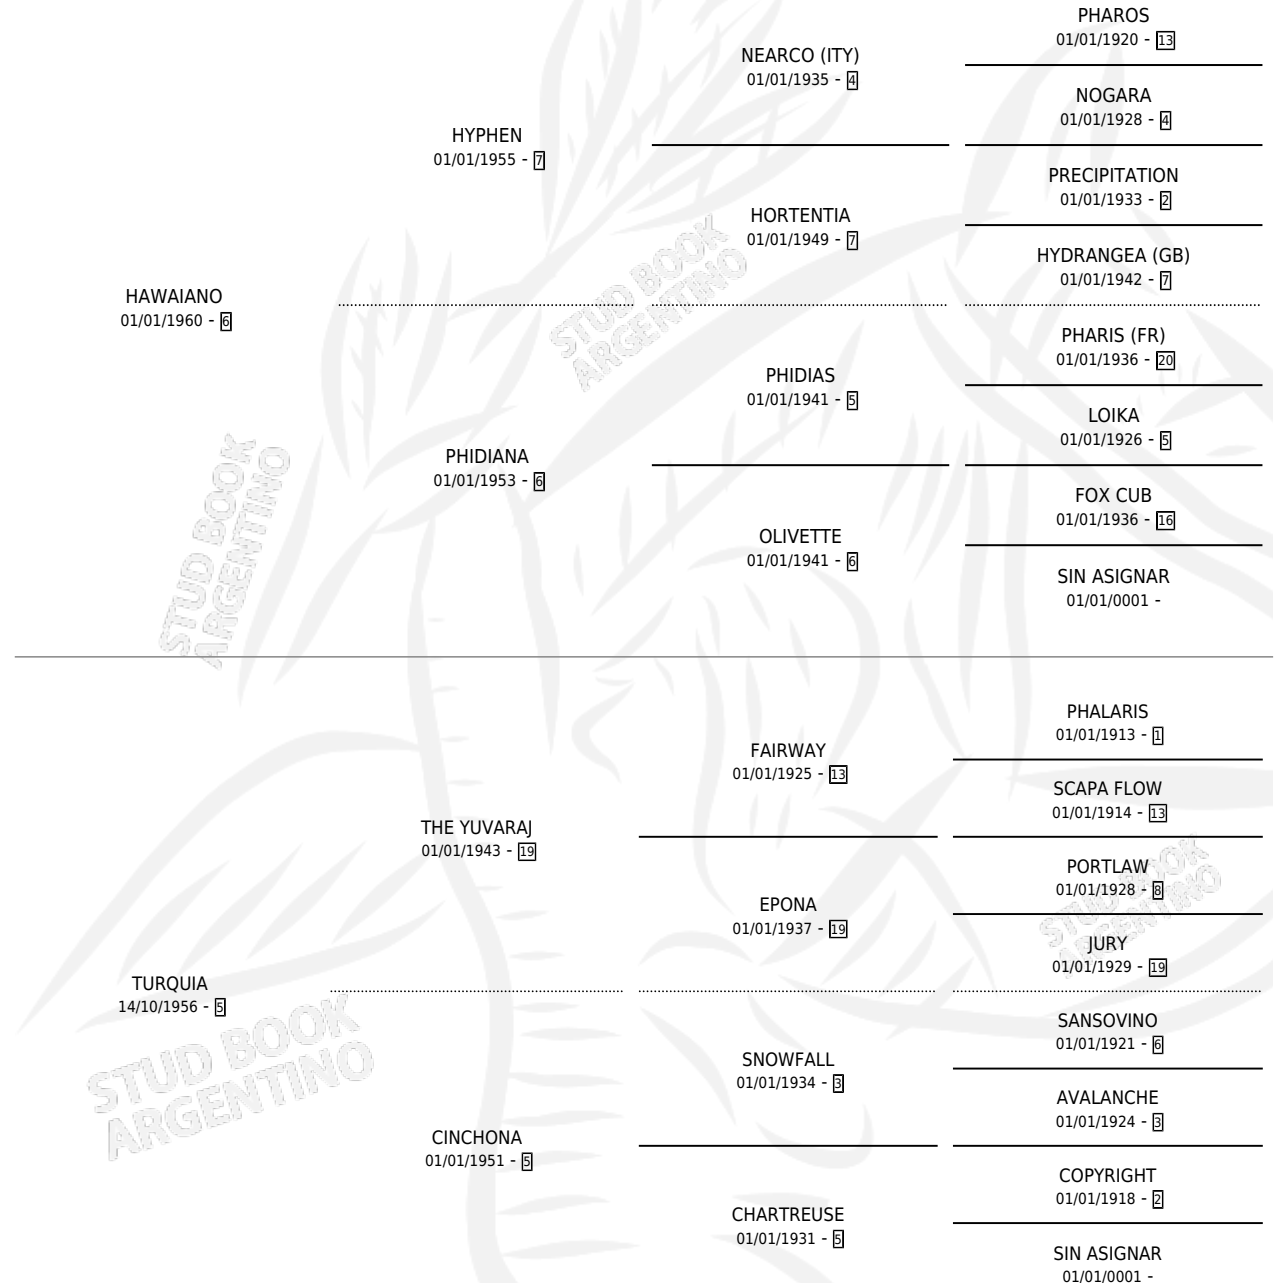 PHAROS
01/01/1920 - 13
NEARCO (ITY)
01/01/1935 - 4
NOGARA
01/01/1928 - 4
HYPHEN
01/01/1955 - 7
PRECIPITATION
01/01/1933 - 2
HORTENTIA
01/01/1949 - 7
HYDRANGEA (GB)
01/01/1942 - 7
HAWAIANO
01/01/1960 - 6
PHARIS (FR)
01/01/1936 - 20
PHIDIAS
01/01/1941 - 5
LOIKA
01/01/1926 - 5
PHIDIANA
01/01/1953 - 6
FOX CUB
01/01/1936 - 16
OLIVETTE
01/01/1941 - 6
SIN ASIGNAR
01/01/0001 -
PHALARIS
01/01/1913 - 1
FAIRWAY
01/01/1925 - 13
SCAPA FLOW
01/01/1914 - 13
THE YUVARAJ
01/01/1943 - 19
PORTLAW
01/01/1928 - 8
EPONA
01/01/1937 - 19
JURY
01/01/1929 - 19
TURQUIA
14/10/1956 - 5
SANSOVINO
01/01/1921 - 6
SNOWFALL
01/01/1934 - 3
AVALANCHE
01/01/1924 - 3
CINCHONA
01/01/1951 - 5
COPYRIGHT
01/01/1918 - 2
CHARTREUSE
01/01/1931 - 5
SIN ASIGNAR
01/01/0001 -
STUD BOOK
ARGENTINO
STUD BOOK
ARGENTINO
STUD BOOK
ARGENTINO
STUD BOOK
ARGENTINO